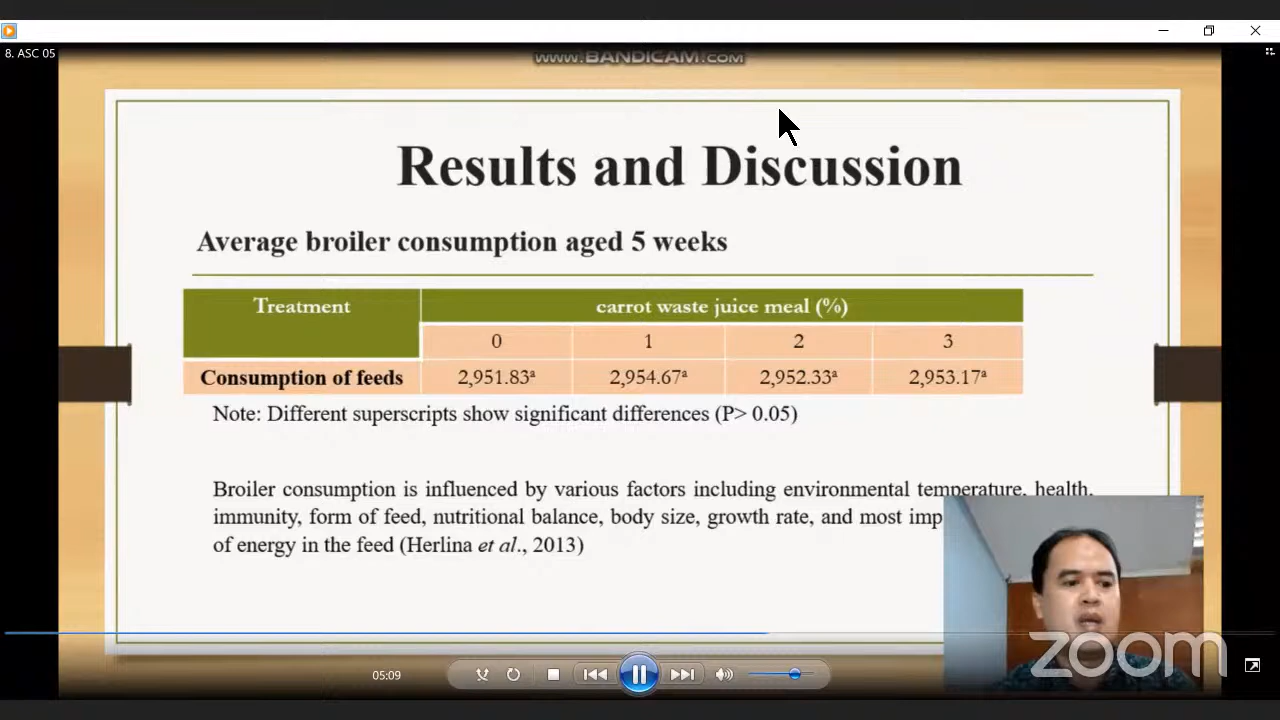 8. ASC 05
WWW.BANDICAM.COM
Results and Discussion
Average broiler consumption aged 5 weeks
Treatment carrot waste juice meal (%)
0 1 2 3
Consumption of feeds 2,951.83ᵃ 2,954.67ᵃ 2,952.33ᵃ 2,953.17ᵃ
Note: Different superscripts show significant differences (P> 0.05)
Broiler consumption is influenced by various factors including environmental temperature, health,
immunity, form of feed, nutritional balance, body size, growth rate, and most
of energy in the feed (Herlina et al., 2013)
zoom
05:09